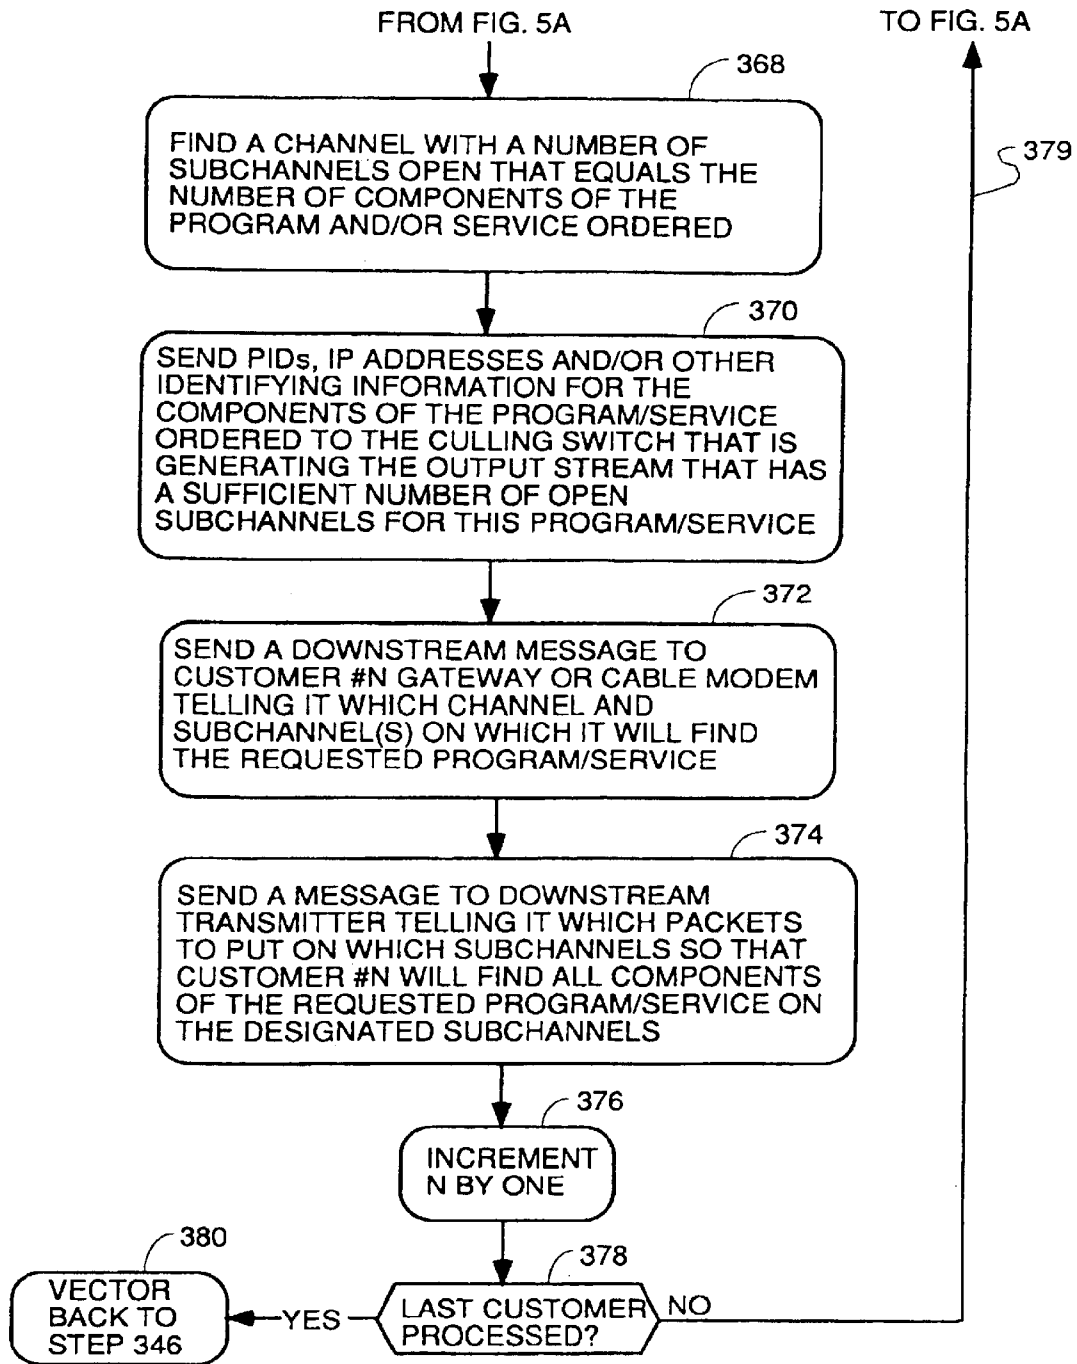 FROM FIG. 5A
TO FIG. 5A
368
379
FIND A CHANNEL WITH A NUMBER OF
SUBCHANNELS OPEN THAT EQUALS THE
NUMBER OF COMPONENTS OF THE
PROGRAM AND/OR SERVICE ORDERED
370
SEND PIDs, IP ADDRESSES AND/OR OTHER
IDENTIFYING INFORMATION FOR THE
COMPONENTS OF THE PROGRAM/SERVICE
ORDERED TO THE CULLING SWITCH THAT IS
GENERATING THE OUTPUT STREAM THAT HAS
A SUFFICIENT NUMBER OF OPEN
SUBCHANNELS FOR THIS PROGRAM/SERVICE
372
SEND A DOWNSTREAM MESSAGE TO
CUSTOMER #N GATEWAY OR CABLE MODEM
TELLING IT WHICH CHANNEL AND
SUBCHANNEL(S) ON WHICH IT WILL FIND
THE REQUESTED PROGRAM/SERVICE
374
SEND A MESSAGE TO DOWNSTREAM
TRANSMITTER TELLING IT WHICH PACKETS
TO PUT ON WHICH SUBCHANNELS SO THAT
CUSTOMER #N WILL FIND ALL COMPONENTS
OF THE REQUESTED PROGRAM/SERVICE ON
THE DESIGNATED SUBCHANNELS
376
INCREMENT
N BY ONE
378
LAST CUSTOMER
PROCESSED?
NO
YES
380
VECTOR
BACK TO
STEP 346